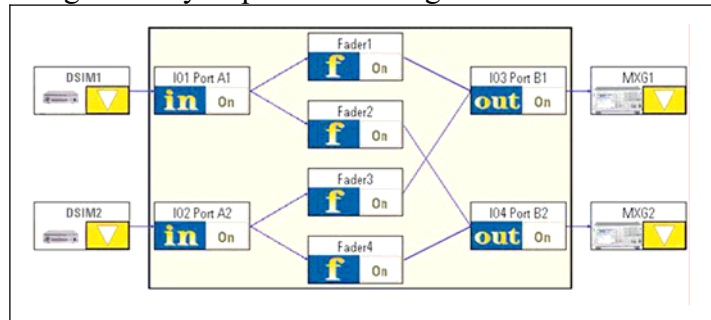 Fader1
f On
DSIM1
IO1 Port A1
in On
IO3 Port B1
out On
MXG1
Fader2
f On
Fader3
f On
DSIM2
IO2 Port A2
in On
IO4 Port B2
out On
MXG2
Fader4
f On